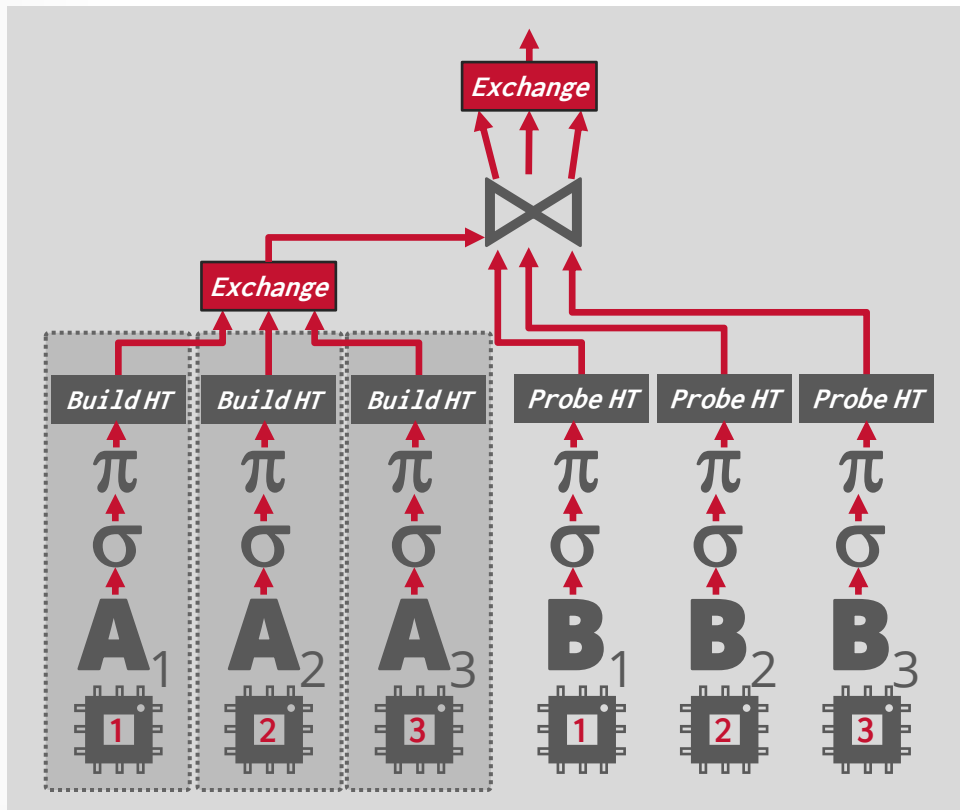 Exchange
Exchange
Build HT Build HT Build HT Probe HT Probe HT Probe HT
π π π π π π
σ σ σ σ σ σ
A1 A2 A3 B1 B2 B3
1 2 3 1 2 3